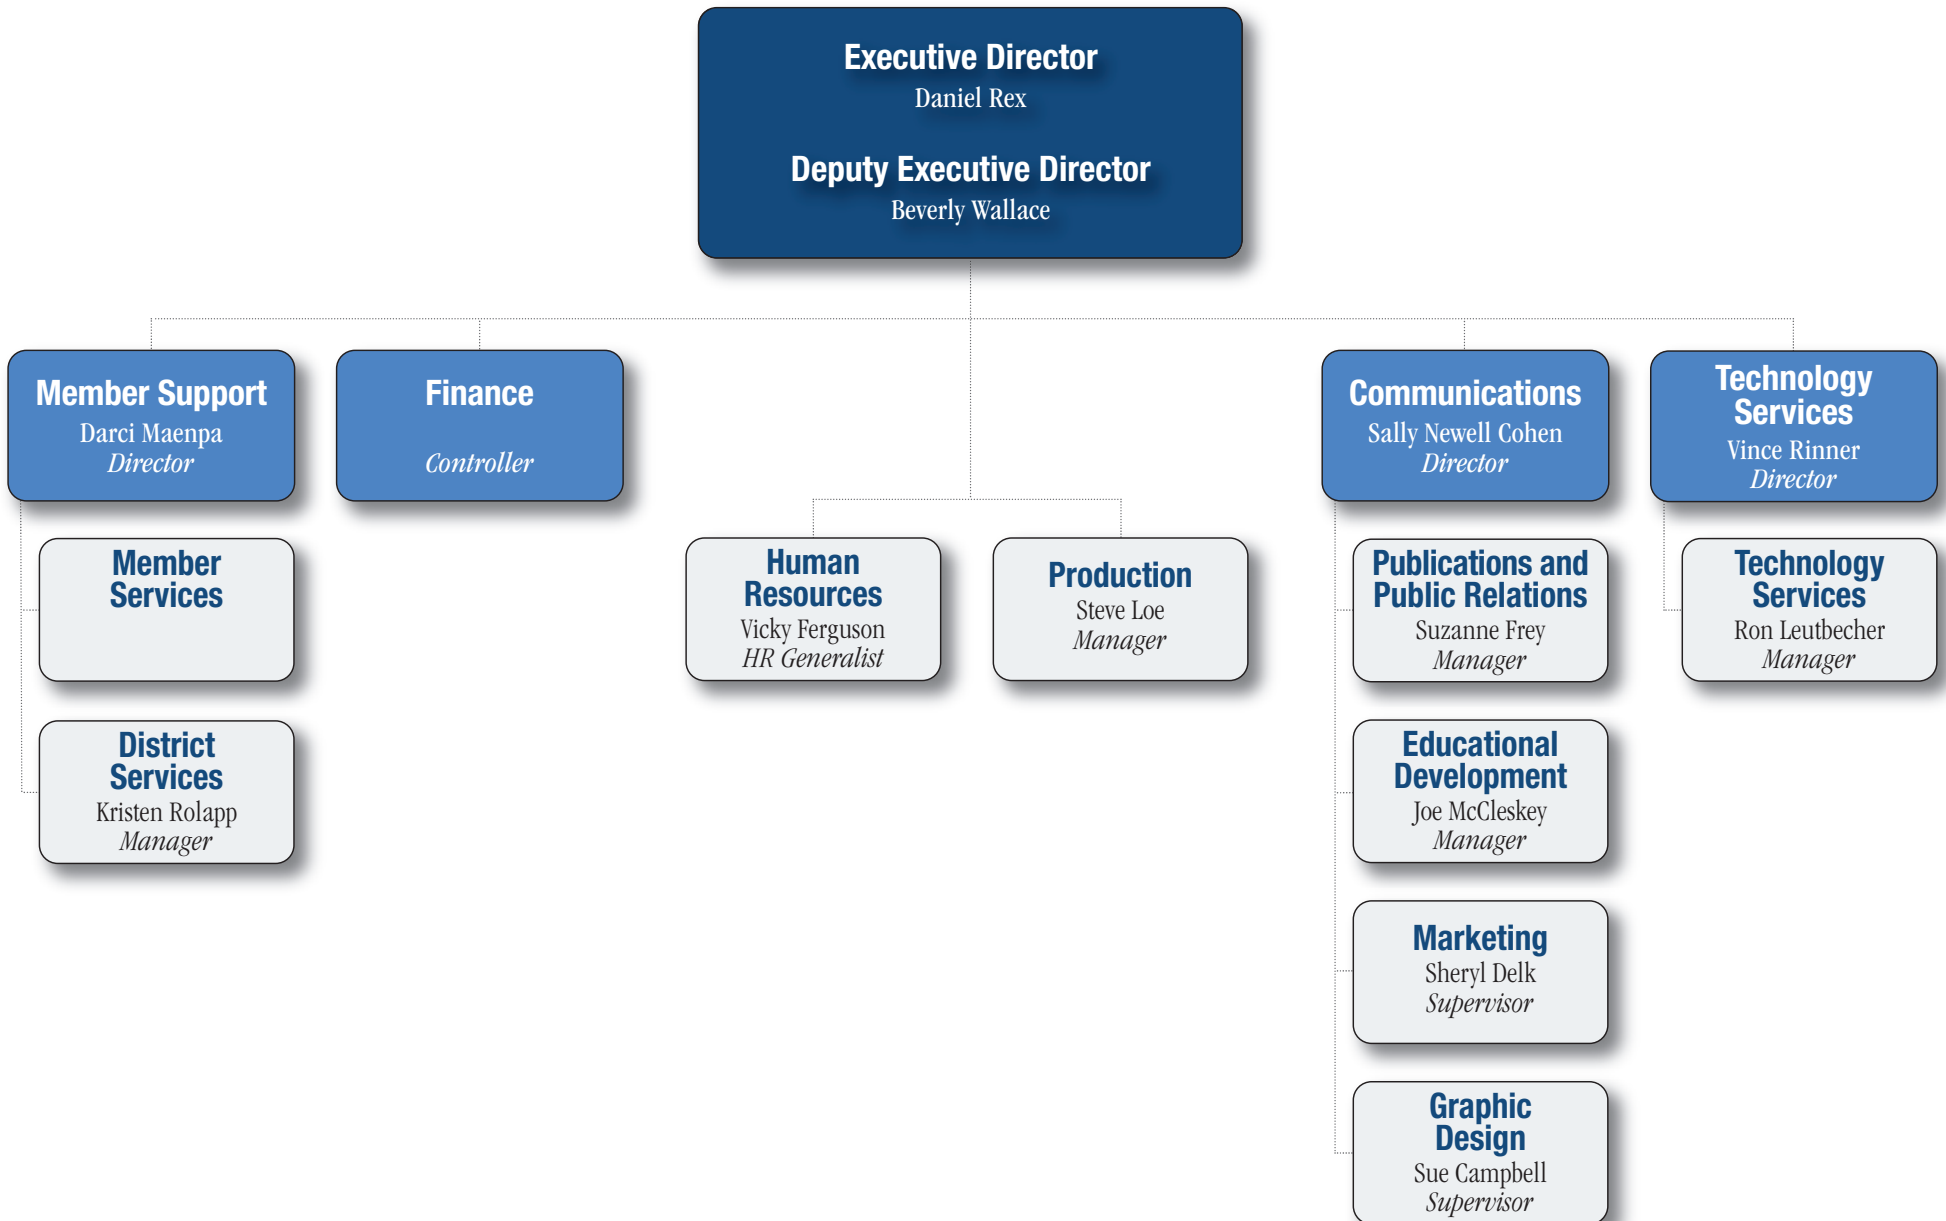 Executive Director
Daniel Rex
Deputy Executive Director
Beverly Wallace
Member Support
Darci Maenpa
Director
Finance
Controller
Communications
Sally Newell Cohen
Director
Technology
Services
Vince Rinner
Director
Member
Services
District
Services
Kristen Rolapp
Manager
Human
Resources
Vicky Ferguson
HR Generalist
Production
Steve Loe
Manager
Publications and
Public Relations
Suzanne Frey
Manager
Educational
Development
Joe McCleskey
Manager
Marketing
Sheryl Delk
Supervisor
Graphic
Design
Sue Campbell
Supervisor
Technology
Services
Ron Leutbecher
Manager